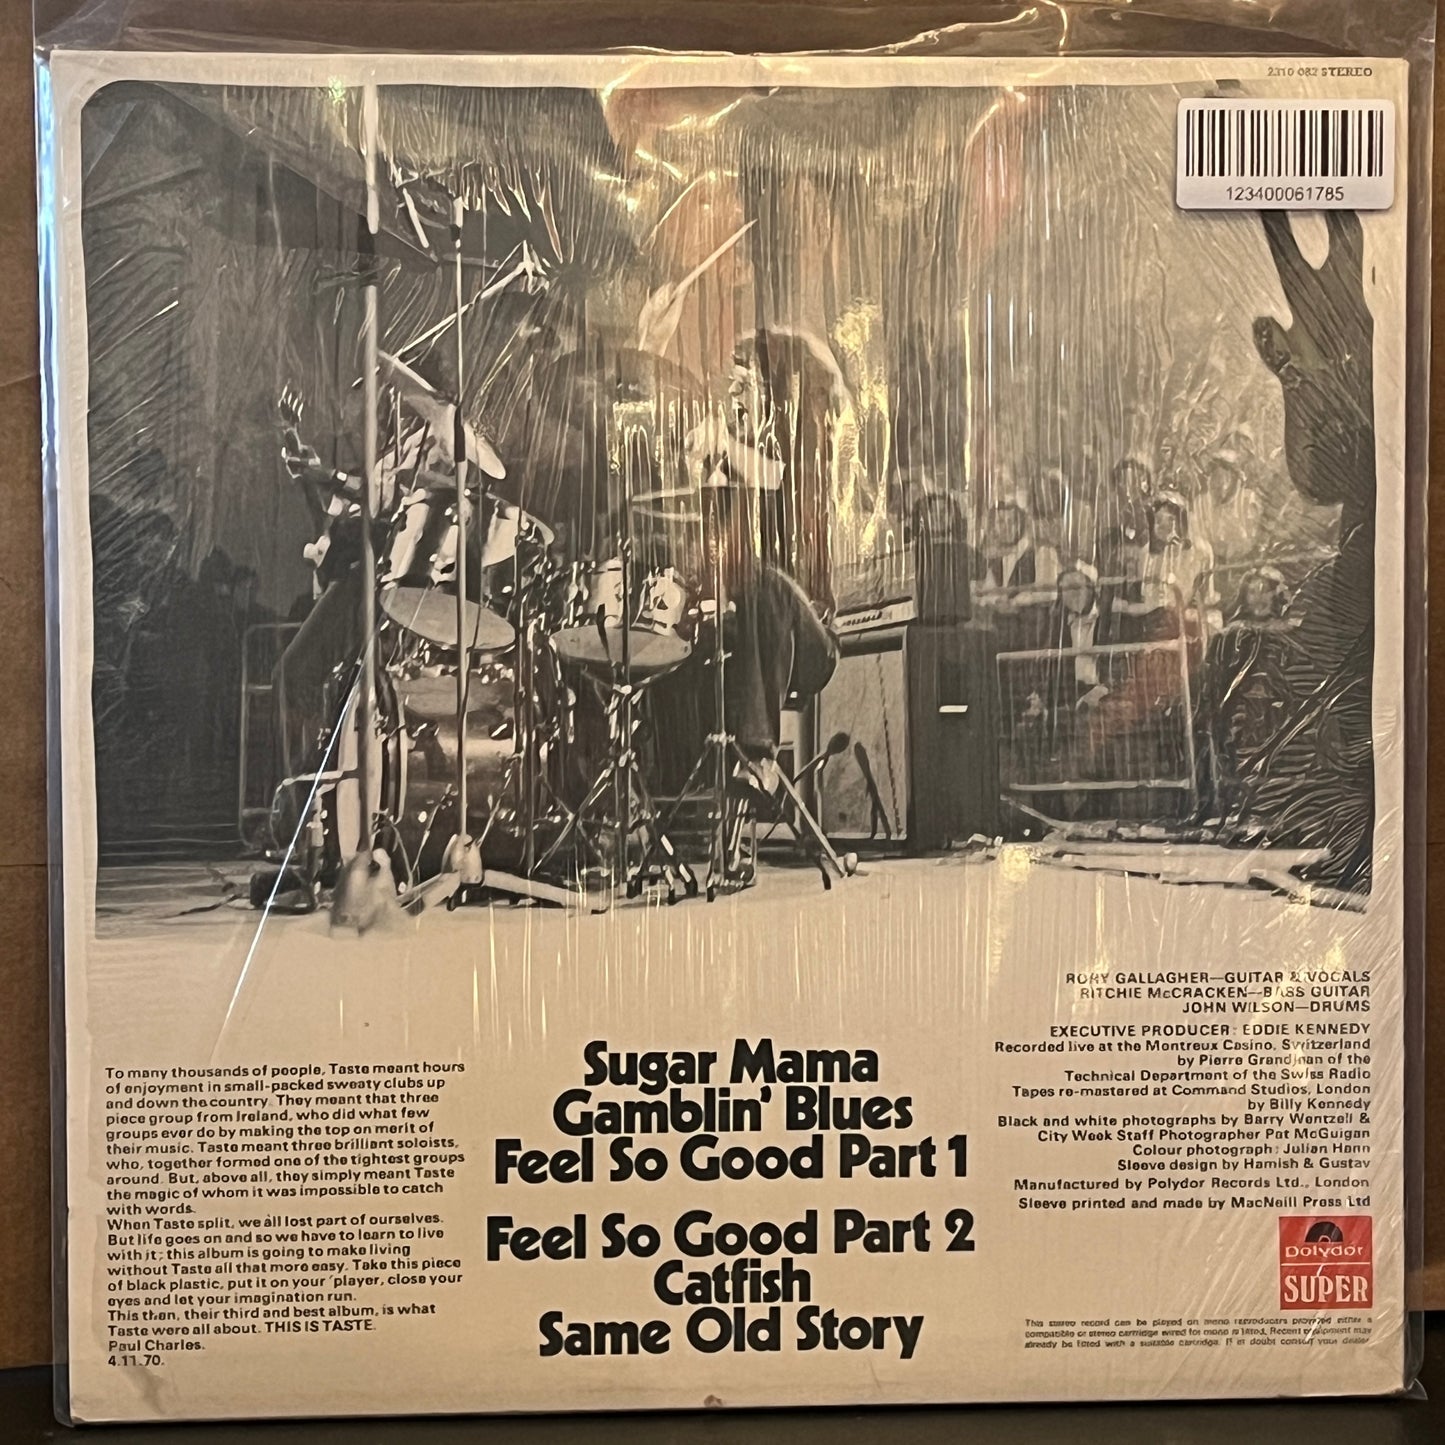 2310 082 STEREO
123400061785
RORY GALLAGHER—GUITAR & VOCALS
RITCHIE McCRACKEN—BASS GUITAR
JOHN WILSON—DRUMS
EXECUTIVE PRODUCER: EDDIE KENNEDY
Recorded live at the Montreux Casino, Switzerland
by Pierre Grandjean of the
Technical Department of the Swiss Radio
Tapes re-mastered at Command Studios, London
by Billy Kennedy
Black and white photographs by Barry Wentzell &
City Week Staff Photographer Pat McGuigan
Colour photograph: Julian Hann
Sleeve design by Hamish & Gustav
Manufactured by Polydor Records Ltd., London
Sleeve printed and made by MacNeill Press Ltd
To many thousands of people, Taste meant hours
of enjoyment in small-packed sweaty clubs up
and down the country. They meant that three
piece group from Ireland, who did what few
groups ever do by making the top on merit of
their music. Taste meant three brilliant soloists,
who, together formed one of the tightest groups
around. But, above all, they simply meant Taste
the magic of whom it was impossible to catch
with words.
When Taste split, we all lost part of ourselves.
But life goes on and so we have to learn to live
with it; this album is going to make living
without Taste all that more easy. Take this piece
of black plastic, put it on your player, close your
eyes and let your imagination run.
This then, their third and best album, is what
Taste were all about. THIS IS TASTE.
Paul Charles.
4.11.70.
Sugar Mama
Gamblin' Blues
Feel So Good Part 1
Feel So Good Part 2
Catfish
Same Old Story
Polydor
SUPER
This stereo record can be played on mono reproducers provided either a
compatible or stereo cartridge wired for mono is fitted. Recent equipment may
already be fitted with a suitable cartridge. If in doubt consult your dealer